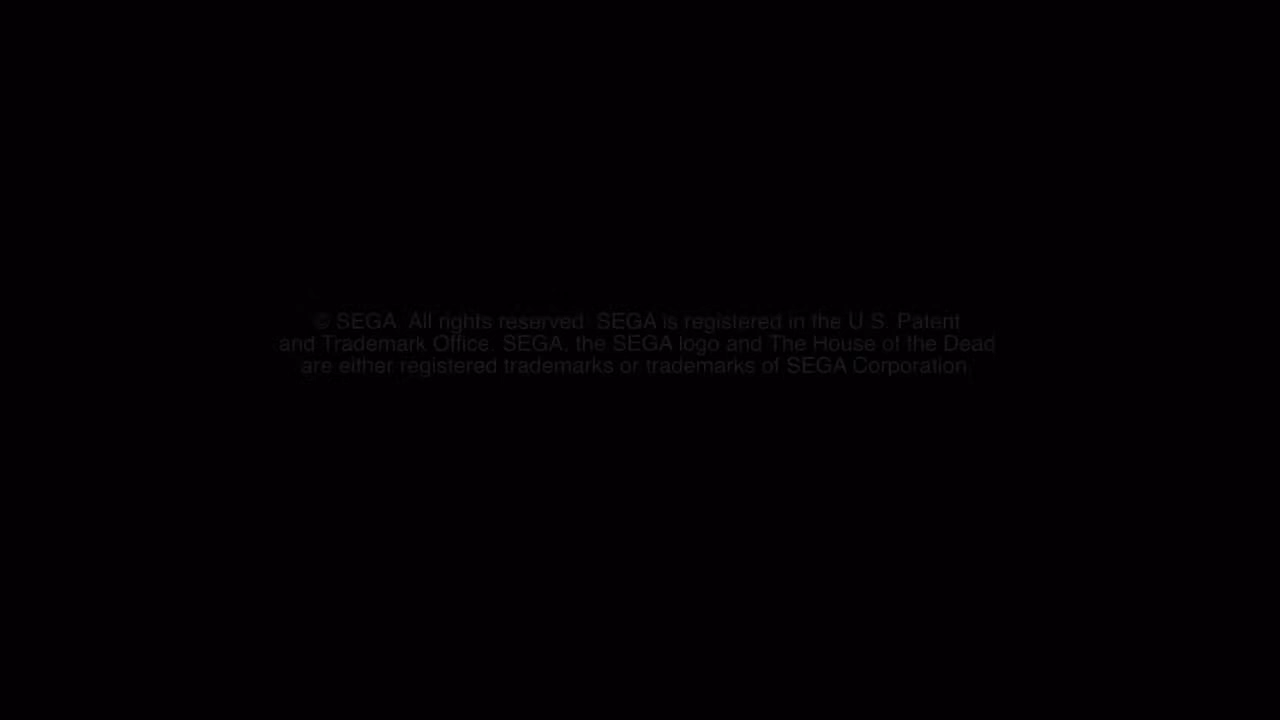 © SEGA. All rights reserved. SEGA is registered in the U.S. Patent
and Trademark Office. SEGA, the SEGA logo and The House of the Dead
are either registered trademarks or trademarks of SEGA Corporation.